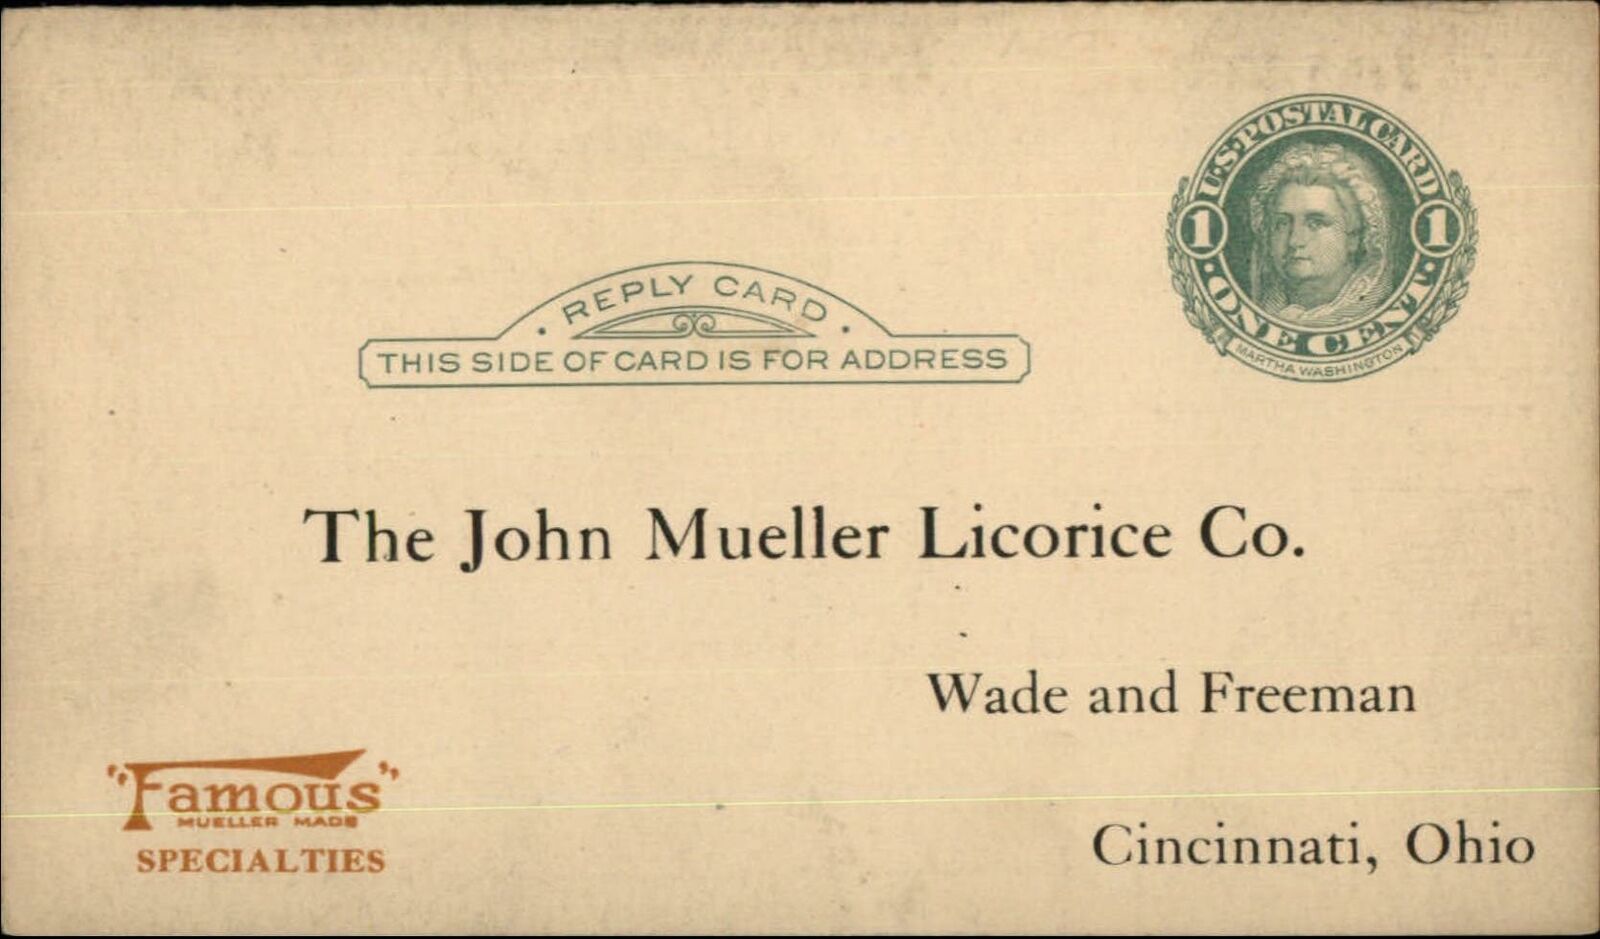 U.S. POSTAL CARD
1 1
· ONE CENT ·
MARTHA WASHINGTON
· REPLY CARD ·
THIS SIDE OF CARD IS FOR ADDRESS
The John Mueller Licorice Co.
Wade and Freeman
Cincinnati, Ohio
"Famous"
MUELLER MADE
SPECIALTIES